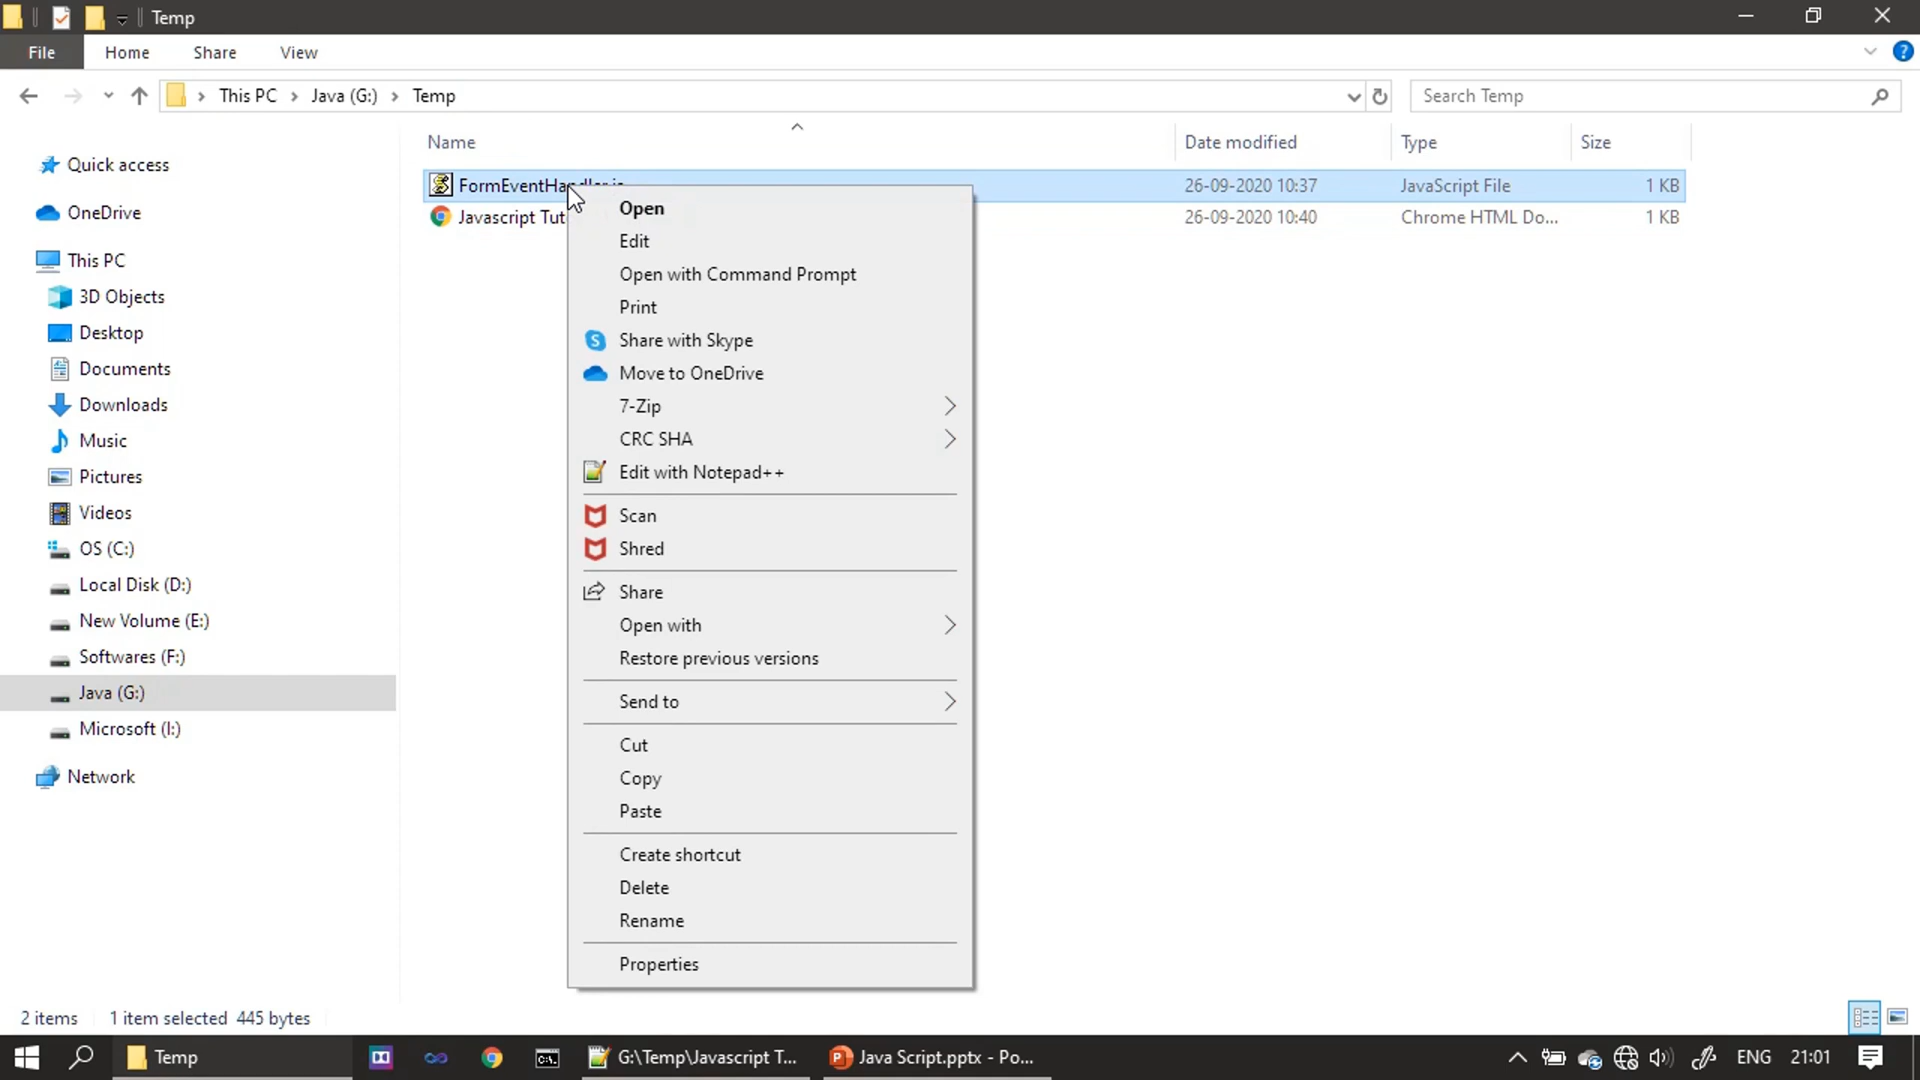 Temp
File Home Share View
This PC Java (G:) Temp
Search Temp
Name Date modified Type Size
26-09-2020 10:37 JavaScript File 1 KB
Javascript Tut 26-09-2020 10:40 Chrome HTML Do... 1 KB
Quick access
OneDrive
This PC
3D Objects
Desktop
Documents
Downloads
Music
Pictures
Videos
OS (C:)
Local Disk (D:)
New Volume (E:)
Softwares (F:)
Java (G:)
Microsoft (I:)
Network
Open
Edit
Open with Command Prompt
Print
Share with Skype
Move to OneDrive
7-Zip
CRC SHA
Edit with Notepad++
Scan
Shred
Share
Open with
Restore previous versions
Send to
Cut
Copy
Paste
Create shortcut
Delete
Rename
Properties
2 items 1 item selected 445 bytes
Temp G:\Temp\Javascript T... Java Script.pptx - Po... ENG 21:01